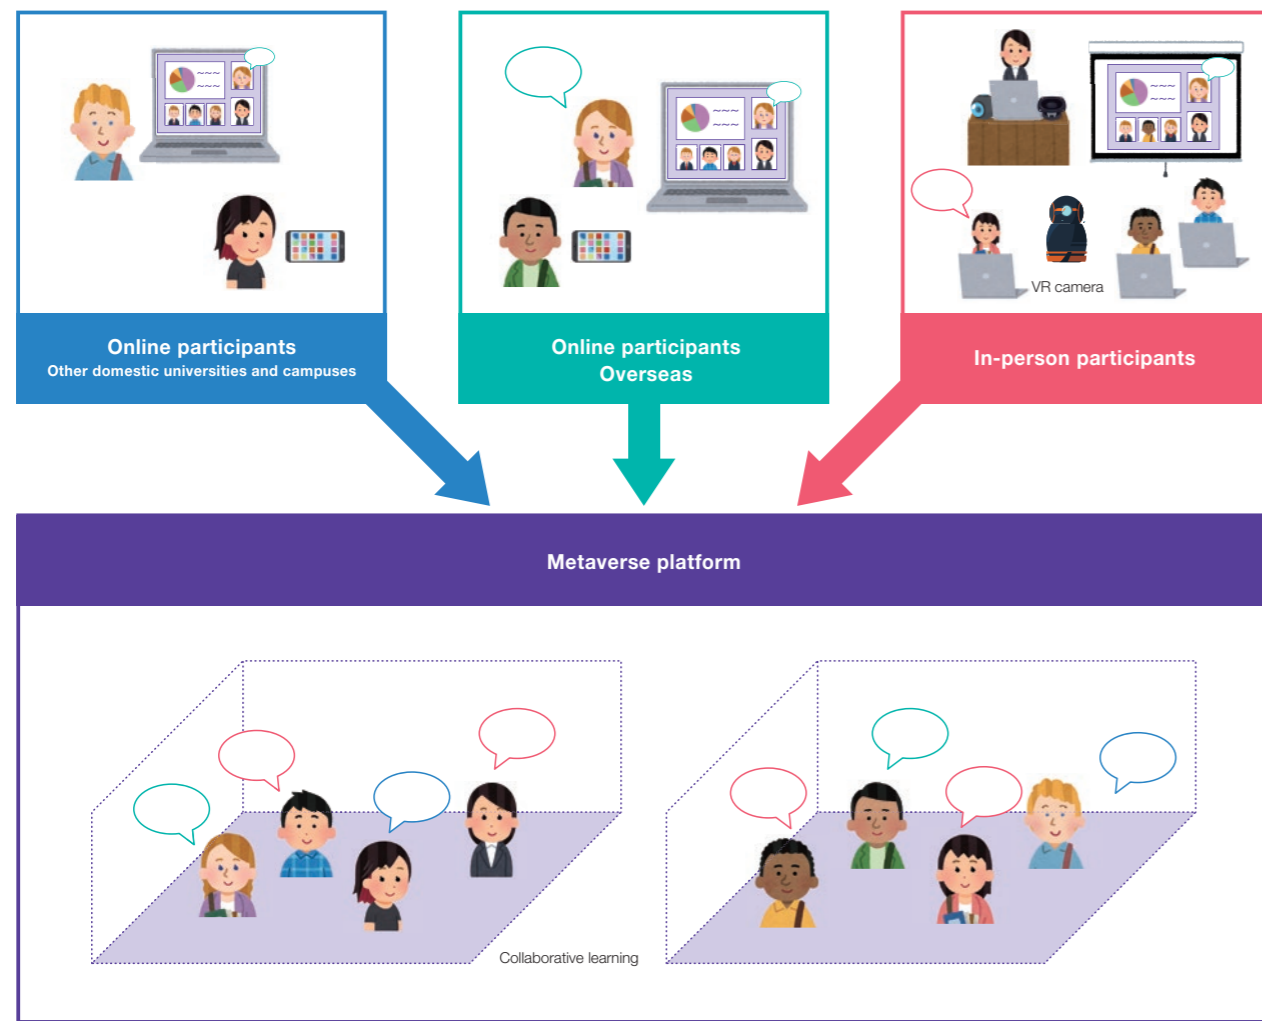 VR camera
Online participants
Other domestic universities and campuses
Online participants
Overseas
In-person participants
Metaverse platform
Collaborative learning